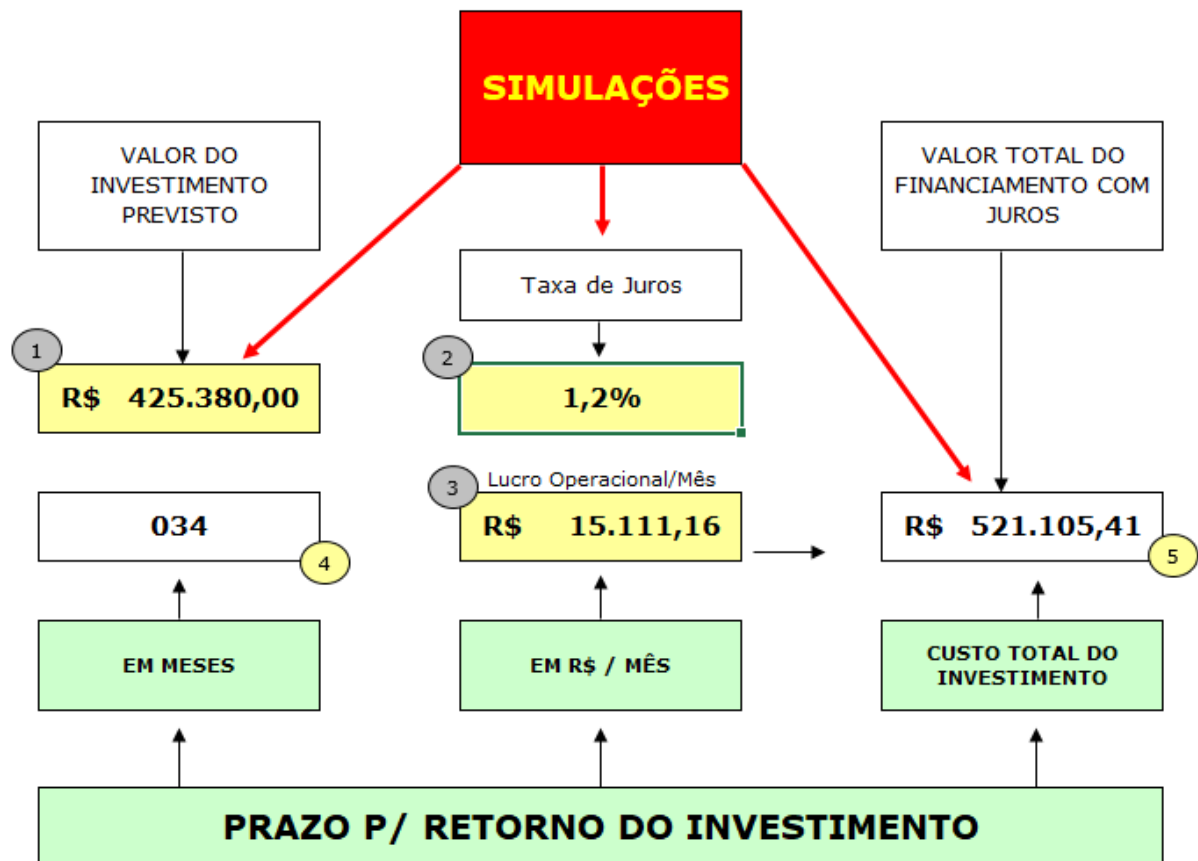 SIMULAÇÕES
VALOR DO
INVESTIMENTO
PREVISTO
VALOR TOTAL DO
FINANCIAMENTO COM
JUROS
Taxa de Juros
1
R$ 425.380,00
2
1,2%
3
Lucro Operacional/Mês
034
4
R$ 15.111,16
R$ 521.105,41
5
EM MESES
EM R$ / MÊS
CUSTO TOTAL DO
INVESTIMENTO
PRAZO P/ RETORNO DO INVESTIMENTO